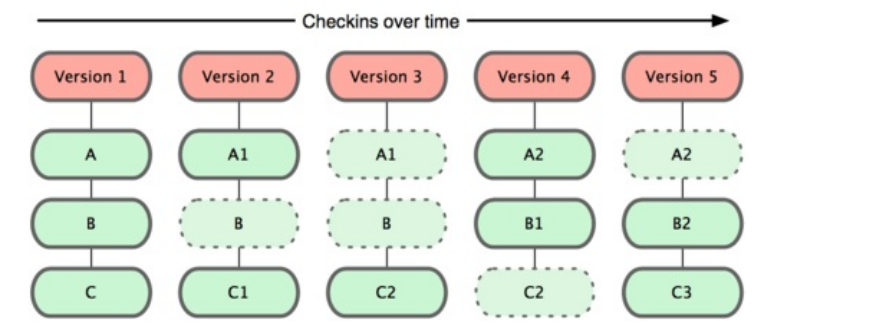 Checkins over time
Version 1 Version 2 Version 3 Version 4 Version 5
A A1 A1 A2 A2
B B B B1 B2
C C1 C2 C2 C3